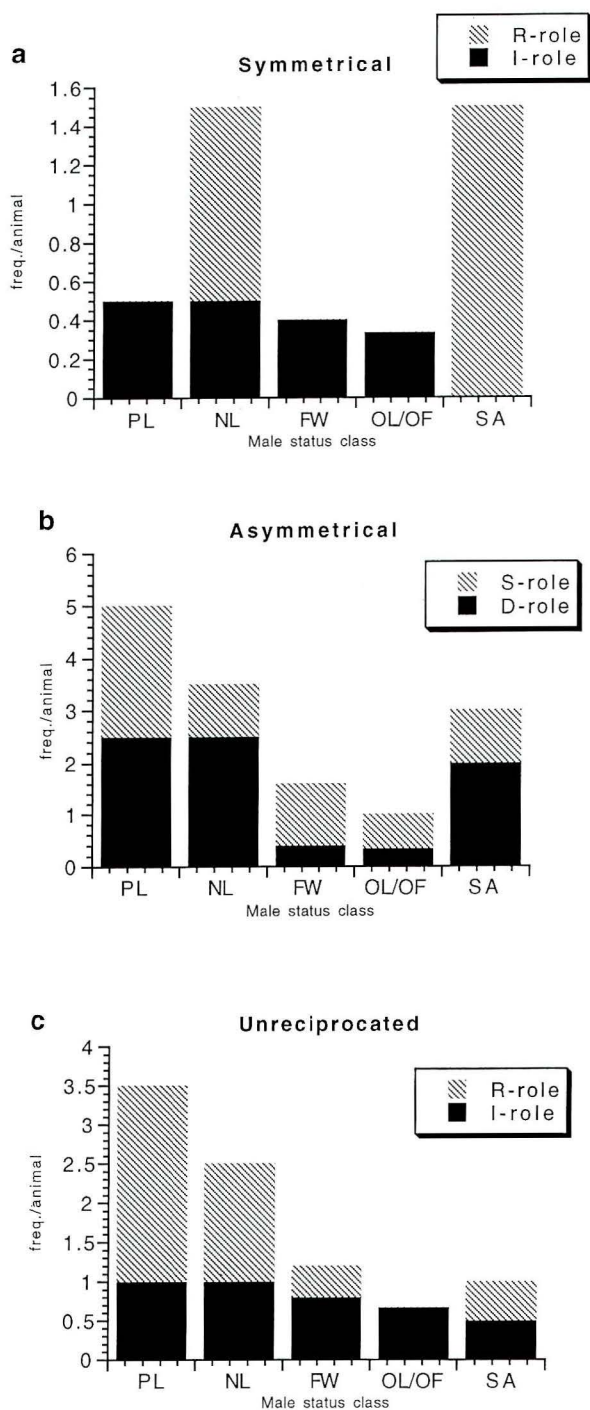 a
Symmetrical
R-role
I-role
1.6
1.4
1.2
1
0.8
0.6
0.4
0.2
0
freq./animal
PL NL FW OL/OF SA
Male status class
b
Asymmetrical
S-role
D-role
6
5
4
3
2
1
0
freq./animal
PL NL FW OL/OF SA
Male status class
c
Unreciprocated
R-role
I-role
4
3.5
3
2.5
2
1.5
1
0.5
0
freq./animal
PL NL FW OL/OF SA
Male status class